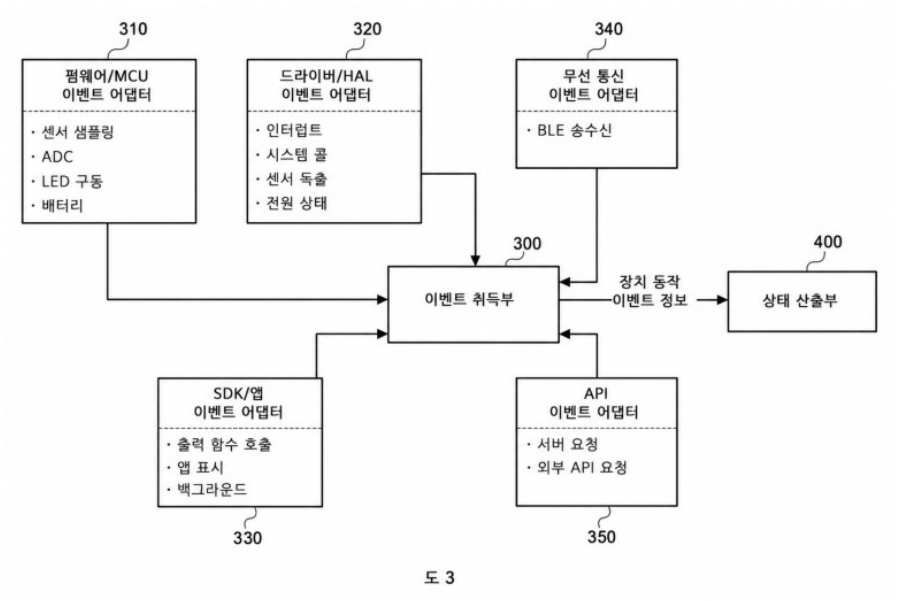 310
펌웨어/MCU
이벤트 어댑터
· 센서 샘플링
· ADC
· LED 구동
· 배터리
320
드라이버/HAL
이벤트 어댑터
· 인터럽트
· 시스템 콜
· 센서 독출
· 전원 상태
340
무선 통신
이벤트 어댑터
· BLE 송수신
300
이벤트 취득부
장치 동작
이벤트 정보
400
상태 산출부
SDK/앱
이벤트 어댑터
· 출력 함수 호출
· 앱 표시
· 백그라운드
330
API
이벤트 어댑터
· 서버 요청
· 외부 API 요청
350
도 3